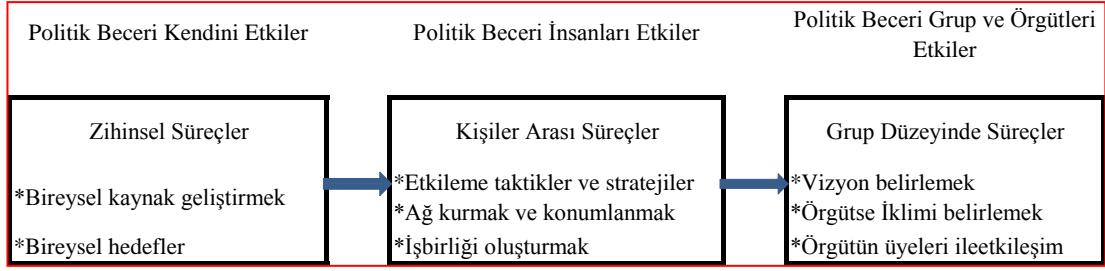 Politik Beceri Kendini Etkiler
Politik Beceri İnsanları Etkiler
Politik Beceri Grup ve Örgütleri
Etkiler
Zihinsel Süreçler
*Bireysel kaynak geliştirmek
*Bireysel hedefler
Kişiler Arası Süreçler
*Etkileme taktikler ve stratejiler
*Ağ kurmak ve konumlanmak
*İşbirliği oluşturmak
Grup Düzeyinde Süreçler
*Vizyon belirlemek
*Örgütse İklimi belirlemek
*Örgütün üyeleri ileetkileşim